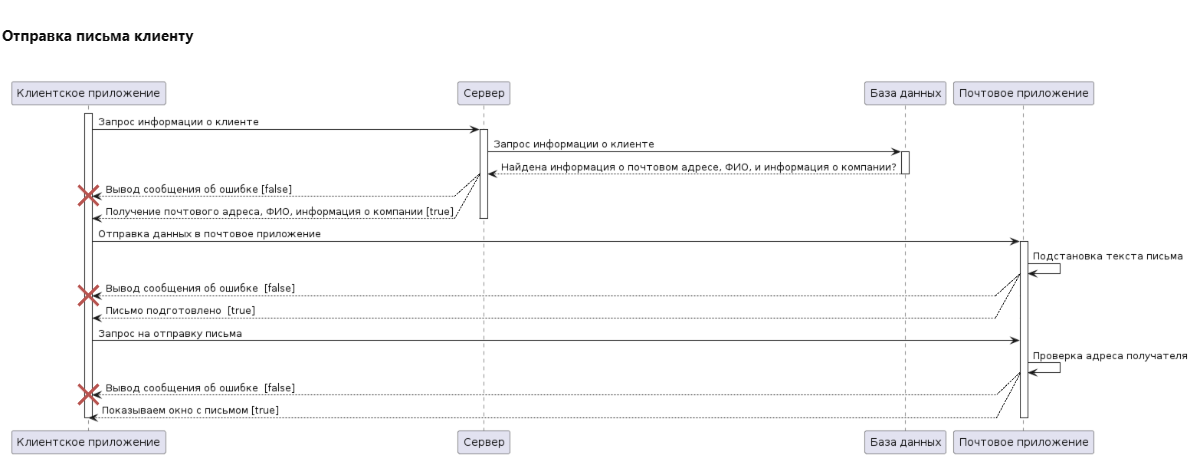 Отправка письма клиенту
Клиентское приложение Сервер База данных Почтовое приложение
Запрос информации о клиенте
Запрос информации о клиенте
Найдена информация о почтовом адресе, ФИО, и информация о компании?
Вывод сообщения об ошибке [false]
Получение почтового адреса, ФИО, информация о компании [true]
Отправка данных в почтовое приложение
Подстановка текста письма
Вывод сообщения об ошибке [false]
Письмо подготовлено [true]
Запрос на отправку письма
Проверка адреса получателя
Вывод сообщения об ошибке [false]
Показываем окно с письмом [true]
Клиентское приложение Сервер База данных Почтовое приложение